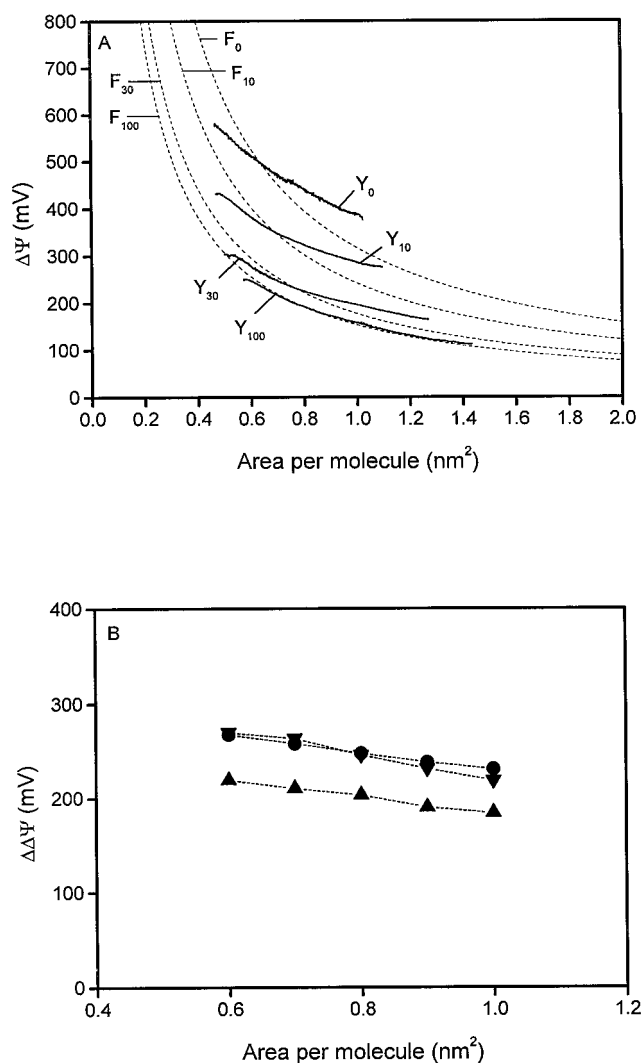 A
800
700
600
500
400
300
200
100
0
ΔΨ (mV)
F₀
F₁₀
F₃₀
F₁₀₀
Y₀
Y₁₀
Y₃₀
Y₁₀₀
0.0 0.2 0.4 0.6 0.8 1.0 1.2 1.4 1.6 1.8 2.0
Area per molecule (nm²)
B
400
300
200
100
0
ΔΔΨ (mV)
0.4 0.6 0.8 1.0 1.2
Area per molecule (nm²)